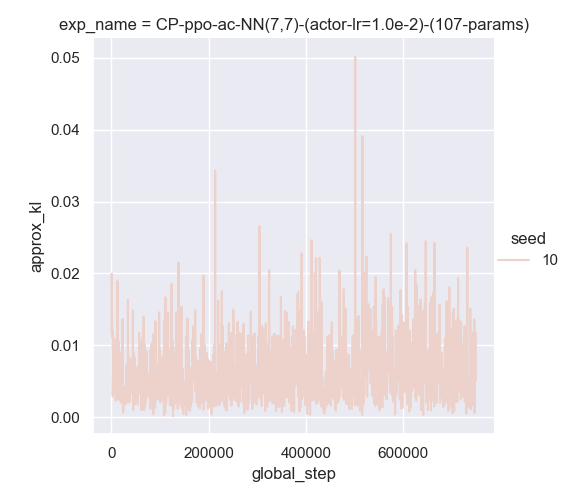 exp_name = CP-ppo-ac-NN(7,7)-(actor-lr=1.0e-2)-(107-params)
0.05
0.04
0.03
0.02
0.01
0.00
approx_kl
0 200000 400000 600000
global_step
seed
10